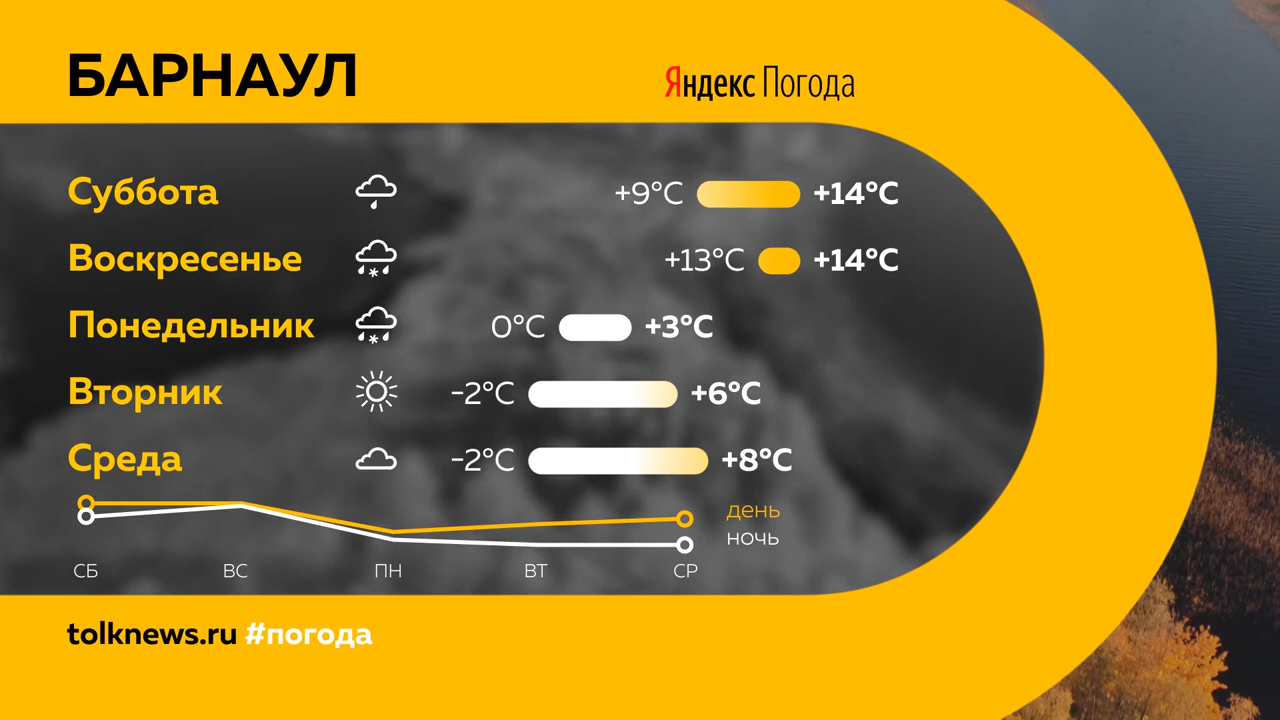 БАРНАУЛ
Яндекс Погода
Суббота +9°C +14°C
Воскресенье +13°C +14°C
Понедельник 0°C +3°C
Вторник -2°C +6°C
Среда -2°C +8°C
день
ночь
СБ ВС ПН ВТ СР
tolknews.ru #погода